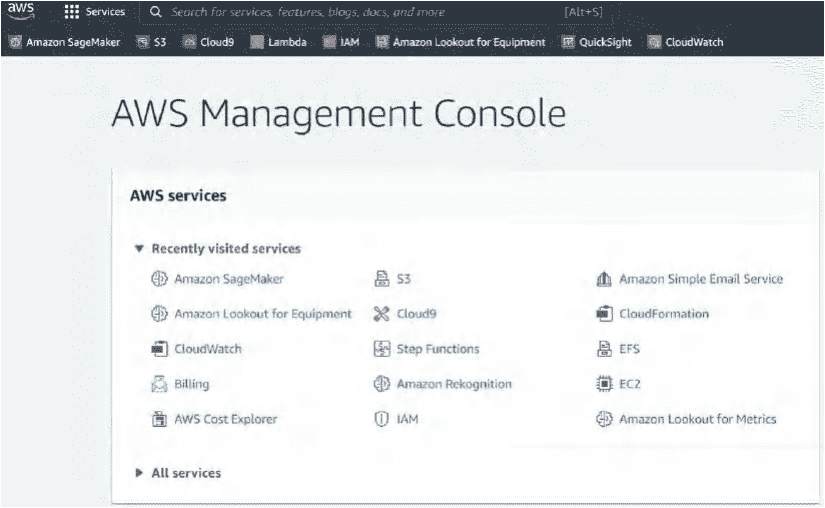 aws Services Search for services, features, blogs, docs, and more [Alt+S]
Amazon SageMaker S3 Cloud9 Lambda IAM Amazon Lookout for Equipment QuickSight CloudWatch
AWS Management Console
AWS services
Recently visited services
Amazon SageMaker S3 Amazon Simple Email Service
Amazon Lookout for Equipment Cloud9 CloudFormation
CloudWatch Step Functions EFS
Billing Amazon Rekognition EC2
AWS Cost Explorer IAM Amazon Lookout for Metrics
All services